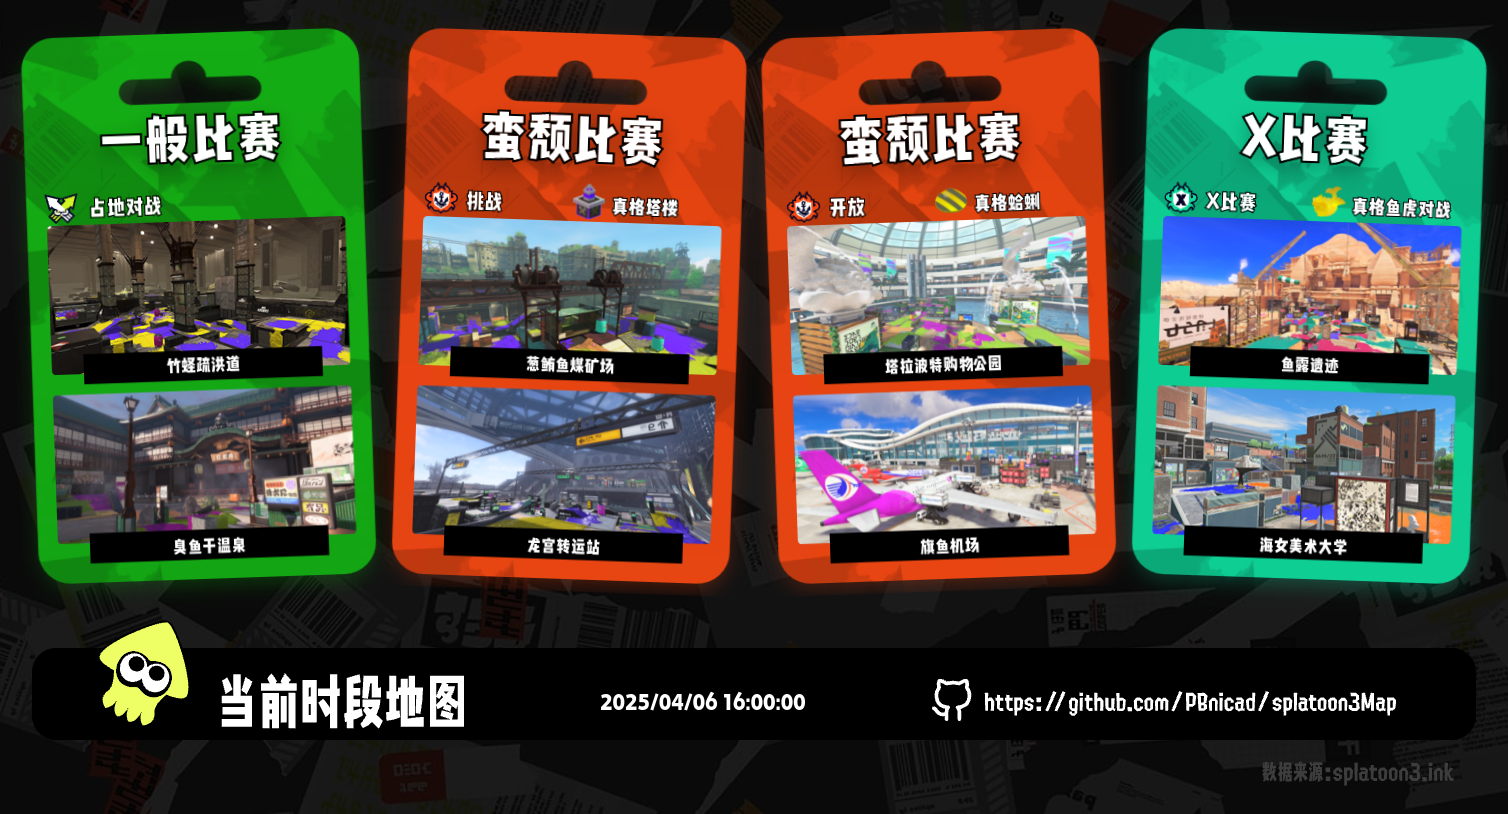 一般比赛
占地对战
竹蛏疏洪道
臭鱼干温泉
蛮颓比赛
挑战
真格塔楼
葱鲔鱼煤矿场
龙宫转运站
蛮颓比赛
开放
真格蛤蜊
塔拉波特购物公园
旗鱼机场
X比赛
X比赛
真格鱼虎对战
鱼露遗迹
海女美术大学
当前时段地图
2025/04/06 16:00:00
https://github.com/PBnicad/splatoon3Map
数据来源:splatoon3.ink